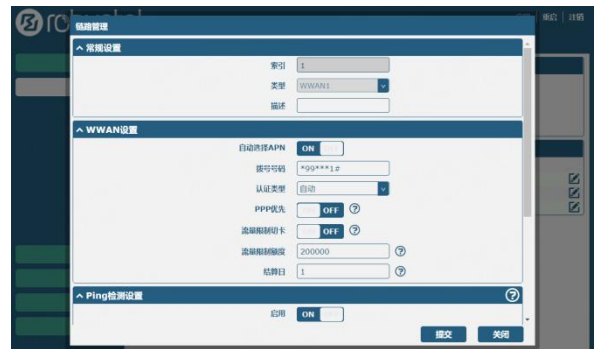 重启 | 注销
链路管理
^ 常规设置
索引 1
类型 WWAN1
描述
^ WWAN设置
自动选择APN ON
拨号号码 *99***1#
认证类型 自动
PPP优先 OFF ?
流量限制切卡 OFF ?
流量限制额度 200000 ?
结算日 1 ?
^ Ping检测设置 ?
启用 ON
提交 关闭